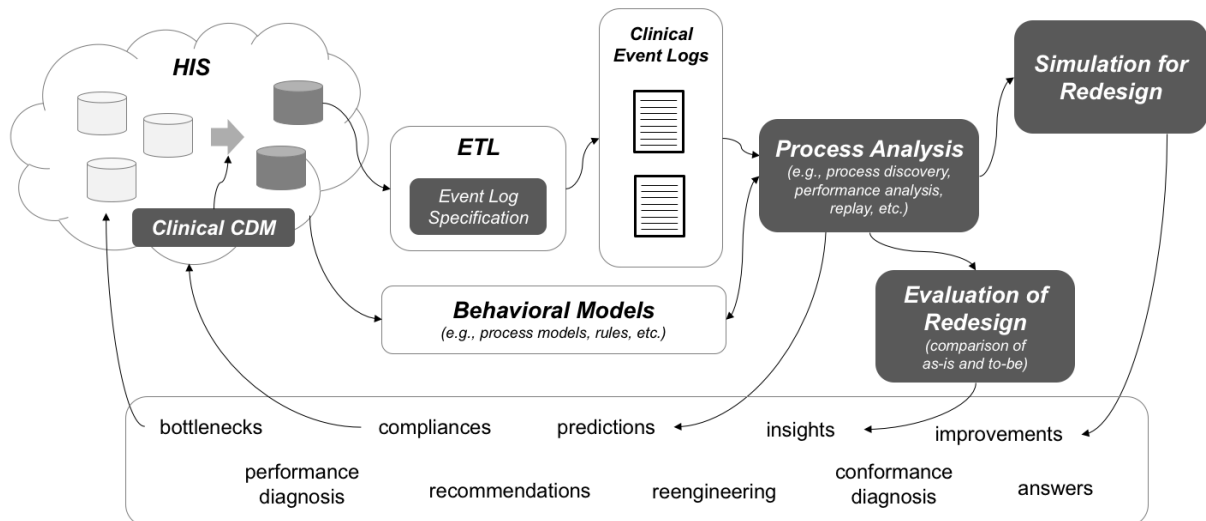 HIS
Clinical CDM
ETL
Event Log
Specification
Clinical
Event Logs
Behavioral Models
(e.g., process models, rules, etc.)
Process Analysis
(e.g., process discovery,
performance analysis,
replay, etc.)
Simulation for
Redesign
Evaluation of
Redesign
(comparison of
as-is and to-be)
bottlenecks
compliances
predictions
insights
improvements
performance
diagnosis
recommendations
reengineering
conformance
diagnosis
answers